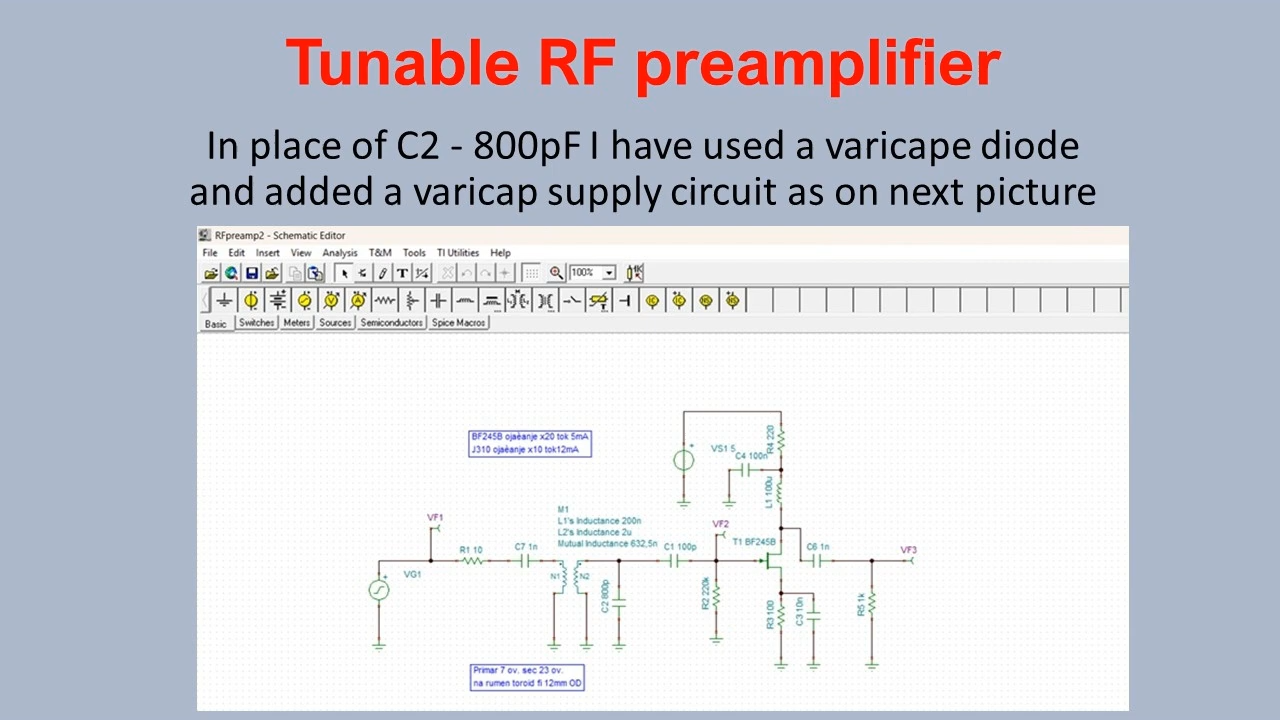 Tunable RF preamplifier
In place of C2 - 800pF I have used a varicape diode
and added a varicap supply circuit as on next picture
RFpreamp2 - Schematic Editor
File Edit Insert View Analysis T&M Tools TI Utilities Help
100%
Basic Switches Meters Sources Semiconductors Spice Macros
BF245B ojaèanje x20 tok 5mA
J310 ojaèanje x10 tok12mA
VS1 5
R4 220
C4 100n
L1 100u
M1
L1's Inductance 200n
L2's Inductance 2u
Mutual Inductance 632,5n
VF1
VF2
R1 10
C7 1n
C1 100p
T1 BF245B
C6 1n
VF3
VG1
N1
N2
C2 800p
R2 220k
R3 100
C3 10n
R5 1k
Primar 7 ov. sec 23 ov.
na rumen toroid fi 12mm OD